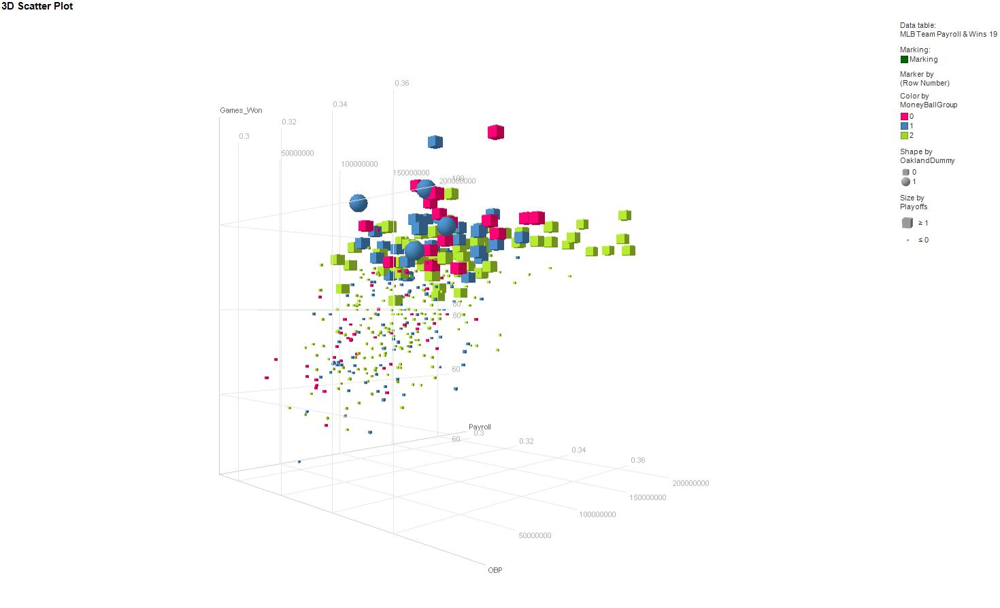 3D Scatter Plot
Data table:
MLB Team Payroll & Wins 19
Marking:
Marking
Marker by
(Row Number)
Color by
MoneyBallGroup
0
1
2
Shape by
OaklandDummy
0
1
Size by
Playoffs
≥ 1
≤ 0
0.36
0.34
Games_Won
0.32
0.3
50000000
100000000
150000000
100
200000000
80
80
60
Payroll
0.3
60
0.32
0.34
0.36
200000000
150000000
100000000
50000000
OBP